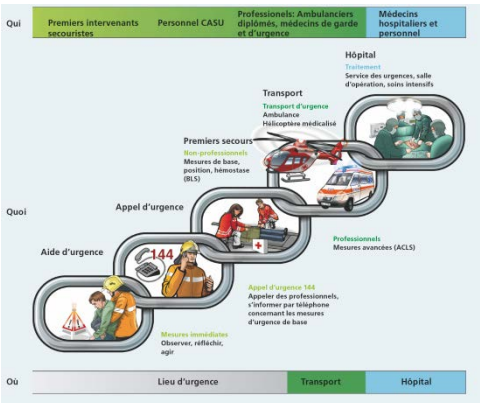 Qui
Premiers intervenants
secouristes
Personnel CASU
Professionels: Ambulanciers
diplômés, médecins de garde
et d'urgence
Médecins
hospitaliers et
personnel
Hôpital
Traitement
Service des urgences, salle
d'opération, soins intensifs
Transport
Transport d'urgence
Ambulance
Hélicoptère médicalisé
Premiers secours
Non-professionnels
Mesures de base,
position, hémostase
(BLS)
Quoi
Appel d'urgence
144
Aide d'urgence
Professionnels
Mesures avancées (ACLS)
Appel d'urgence 144
Appeler des professionnels,
s'informer par téléphone
concernant les mesures
d'urgence de base
Mesures immédiates
Observer, réfléchir,
agir
Où
Lieu d'urgence
Transport
Hôpital